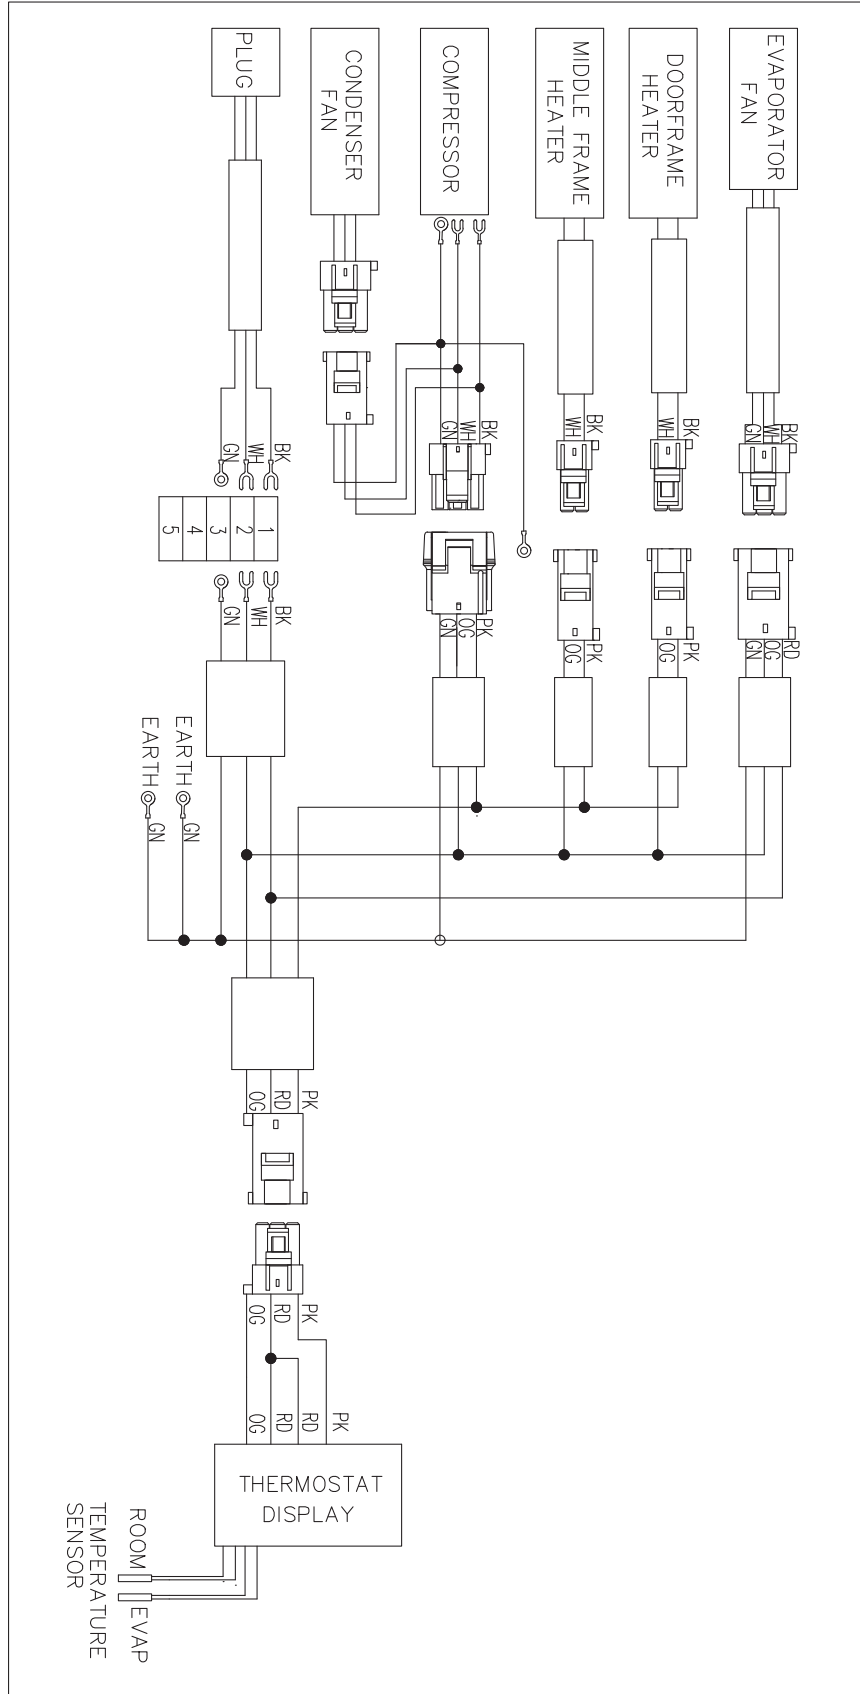 PLUG
CONDENSER
FAN
COMPRESSOR
MIDDLE FRAME
HEATER
DOORFRAME
HEATER
EVAPORATOR
FAN
GN
WH
BK
GN
WH
BK
WH
BK
WH
BK
GN
WH
BK
5
4
3
2
1
GN
WH
BK
GN
OG
PK
OG
PK
OG
PK
GN
OG
RD
EARTH
GN
EARTH
GN
OG
RD
PK
OG
RD
PK
OG
RD
RD
PK
THERMOSTAT
DISPLAY
ROOM
EVAP
TEMPERATURE
SENSOR